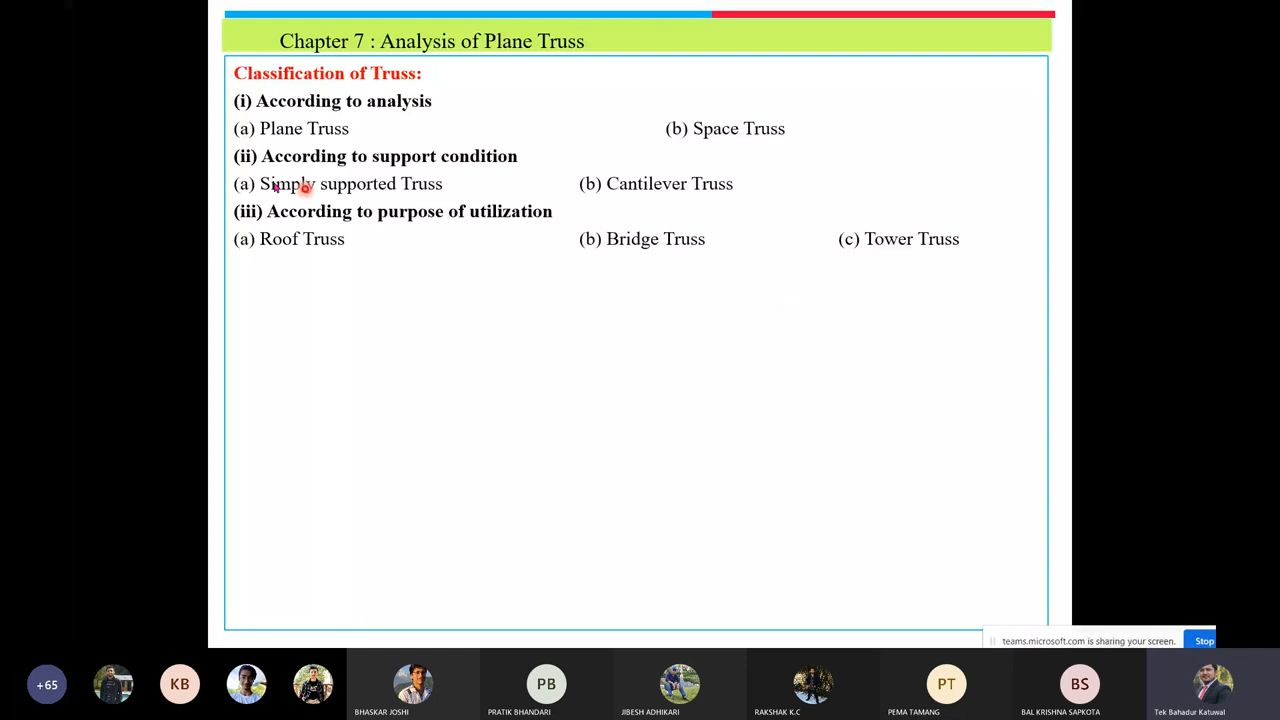 Chapter 7 : Analysis of Plane Truss
Classification of Truss:
(i) According to analysis
(a) Plane Truss (b) Space Truss
(ii) According to support condition
(a) Simply supported Truss (b) Cantilever Truss
(iii) According to purpose of utilization
(a) Roof Truss (b) Bridge Truss (c) Tower Truss
teams.microsoft.com is sharing your screen. Stop
+65 KB PB PT BS
BHASKAR JOSHI PRATIK BHANDARI JIBESH ADHIKARI RAKSHAK K.C PEMA TAMANG BAL KRISHNA SAPKOTA Tek Bahadur Katuwal